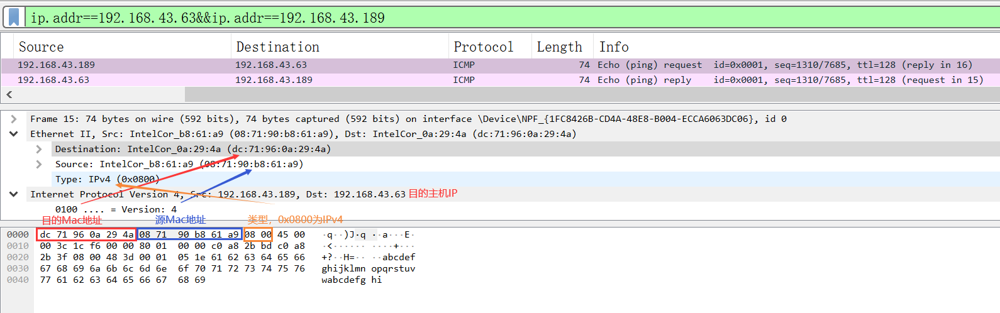 ip.addr==192.168.43.63&&ip.addr==192.168.43.189
Source Destination Protocol Length Info
192.168.43.189 192.168.43.63 ICMP 74 Echo (ping) request id=0x0001, seq=1310/7685, ttl=128 (reply in 16)
192.168.43.63 192.168.43.189 ICMP 74 Echo (ping) reply id=0x0001, seq=1310/7685, ttl=128 (request in 15)
Frame 15: 74 bytes on wire (592 bits), 74 bytes captured (592 bits) on interface \Device\NPF_{1FC8426B-CD4A-48E8-B004-ECCA6063DC06}, id 0
Ethernet II, Src: IntelCor_b8:61:a9 (08:71:90:b8:61:a9), Dst: IntelCor_0a:29:4a (dc:71:96:0a:29:4a)
Destination: IntelCor_0a:29:4a (dc:71:96:0a:29:4a)
Source: IntelCor_b8:61:a9 (08:71:90:b8:61:a9)
Type: IPv4 (0x0800)
Internet Protocol Version 4, Src: 192.168.43.189, Dst: 192.168.43.63 目的主机IP
0100 .... = Version: 4
目的Mac地址 源Mac地址 类型，0x0800为IPv4
0000 dc 71 96 0a 29 4a 08 71 90 b8 61 a9 08 00 45 00 ·q··)J·q ··a···E·
0010 00 3c 1c f6 00 00 80 01 00 00 c0 a8 2b bd c0 a8 ·<······ ····+···
0020 2b 3f 08 00 48 3d 00 01 05 1e 61 62 63 64 65 66 +?··H=·· ··abcdef
0030 67 68 69 6a 6b 6c 6d 6e 6f 70 71 72 73 74 75 76 ghijklmn opqrstuv
0040 77 61 62 63 64 65 66 67 68 69 wabcdefg hi